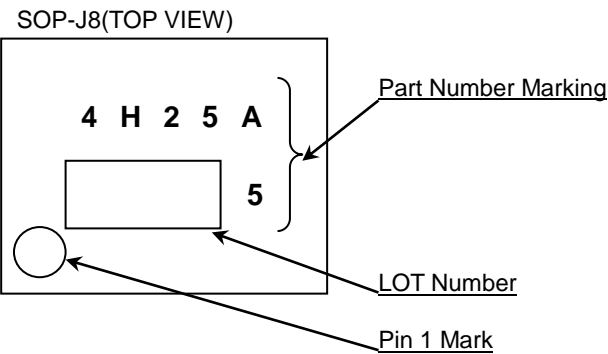 SOP-J8(TOP VIEW)
Part Number Marking
4 H 2 5 A
5
LOT Number
Pin 1 Mark